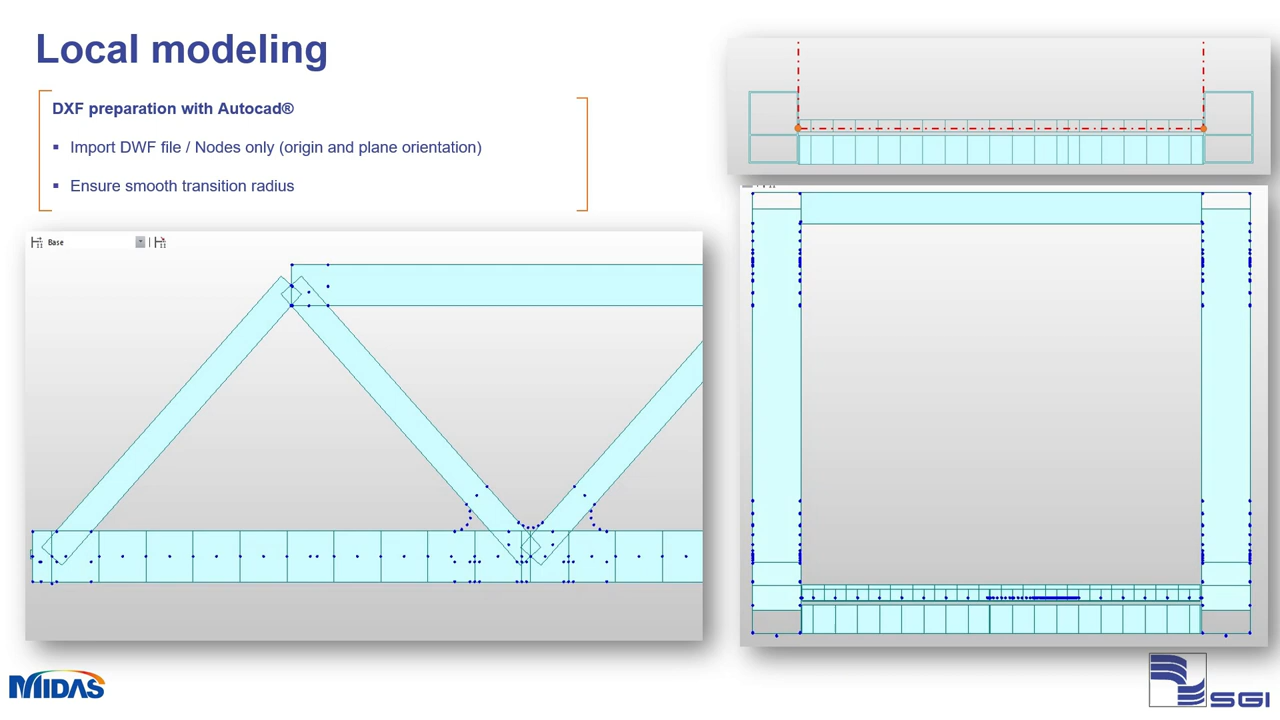 Local modeling
DXF preparation with Autocad®
▪ Import DWF file / Nodes only (origin and plane orientation)
▪ Ensure smooth transition radius
Base
MIDAS
SGI